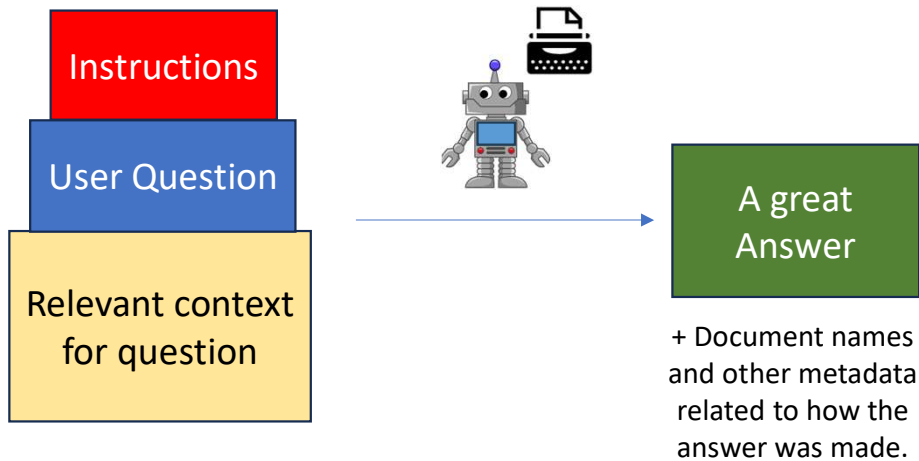 Instructions
User Question
Relevant context
for question
A great
Answer
+ Document names
and other metadata
related to how the
answer was made.